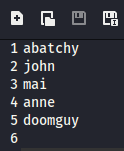 1 abatchy
2 john
3 mai
4 anne
5 doomguy
6